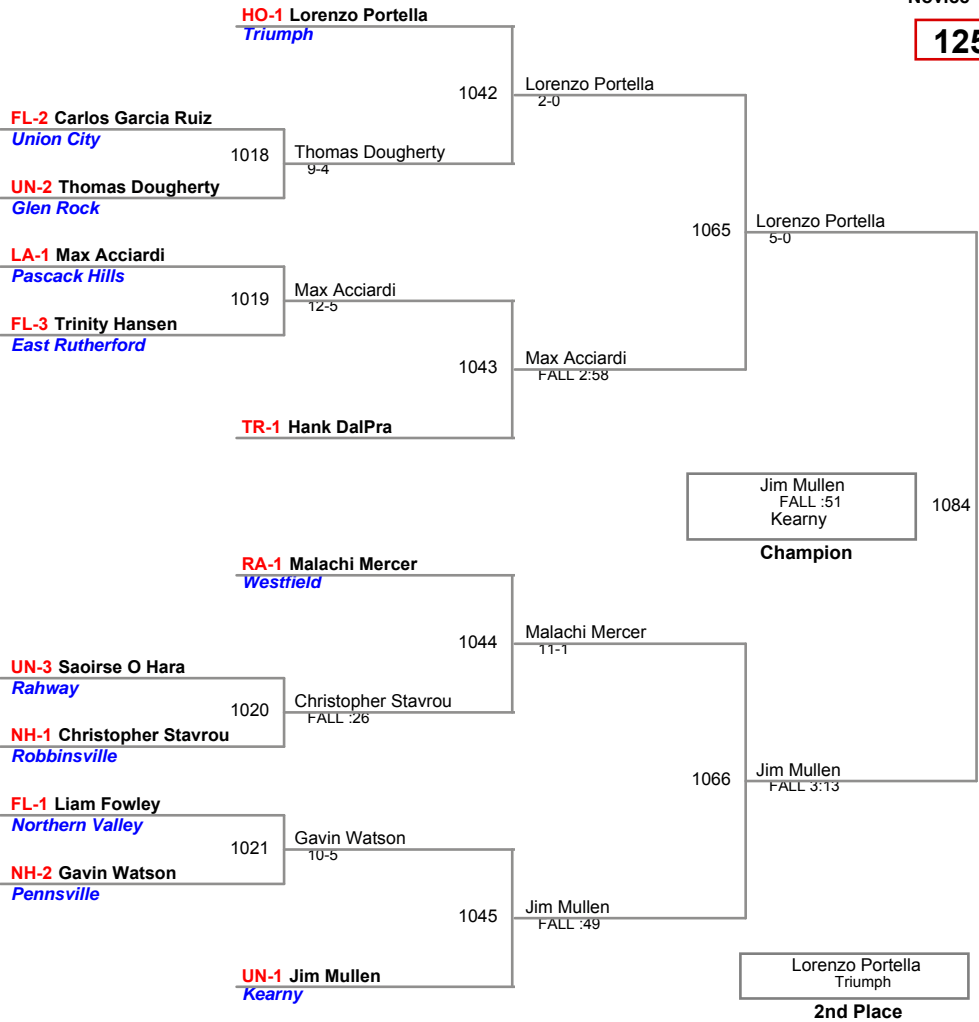 HO-1 Lorenzo Portella
Triumph
125
1042
Lorenzo Portella
2-0
FL-2 Carlos Garcia Ruiz
Union City
1018
Thomas Dougherty
9-4
UN-2 Thomas Dougherty
Glen Rock
1065
Lorenzo Portella
5-0
LA-1 Max Acciardi
Pascack Hills
1019
Max Acciardi
12-5
FL-3 Trinity Hansen
East Rutherford
1043
Max Acciardi
FALL 2:58
TR-1 Hank DalPra
Jim Mullen
FALL :51
Kearny
1084
Champion
RA-1 Malachi Mercer
Westfield
1044
Malachi Mercer
11-1
UN-3 Saoirse O Hara
Rahway
1020
Christopher Stavrou
FALL :26
NH-1 Christopher Stavrou
Robbinsville
1066
Jim Mullen
FALL 3:13
FL-1 Liam Fowley
Northern Valley
1021
Gavin Watson
10-5
NH-2 Gavin Watson
Pennsville
1045
Jim Mullen
FALL :49
UN-1 Jim Mullen
Kearny
Lorenzo Portella
Triumph
2nd Place